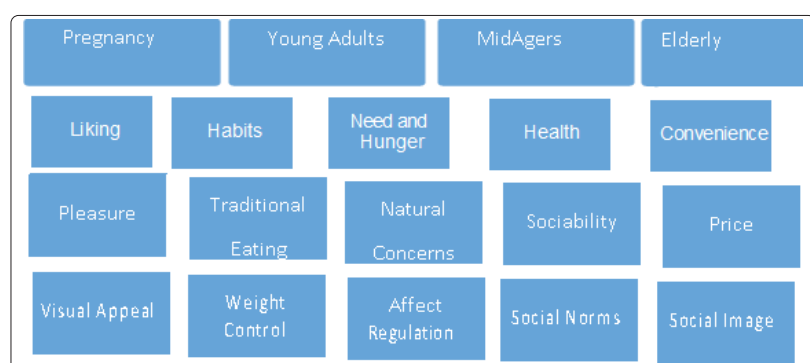 Pregnancy
Young Adults
MidAgers
Elderly
Liking
Habits
Need and
Hunger
Health
Convenience
Pleasure
Traditional
Eating
Natural
Concerns
Sociability
Price
Visual Appeal
Weight
Control
Affect
Regulation
Social Norms
Social Image